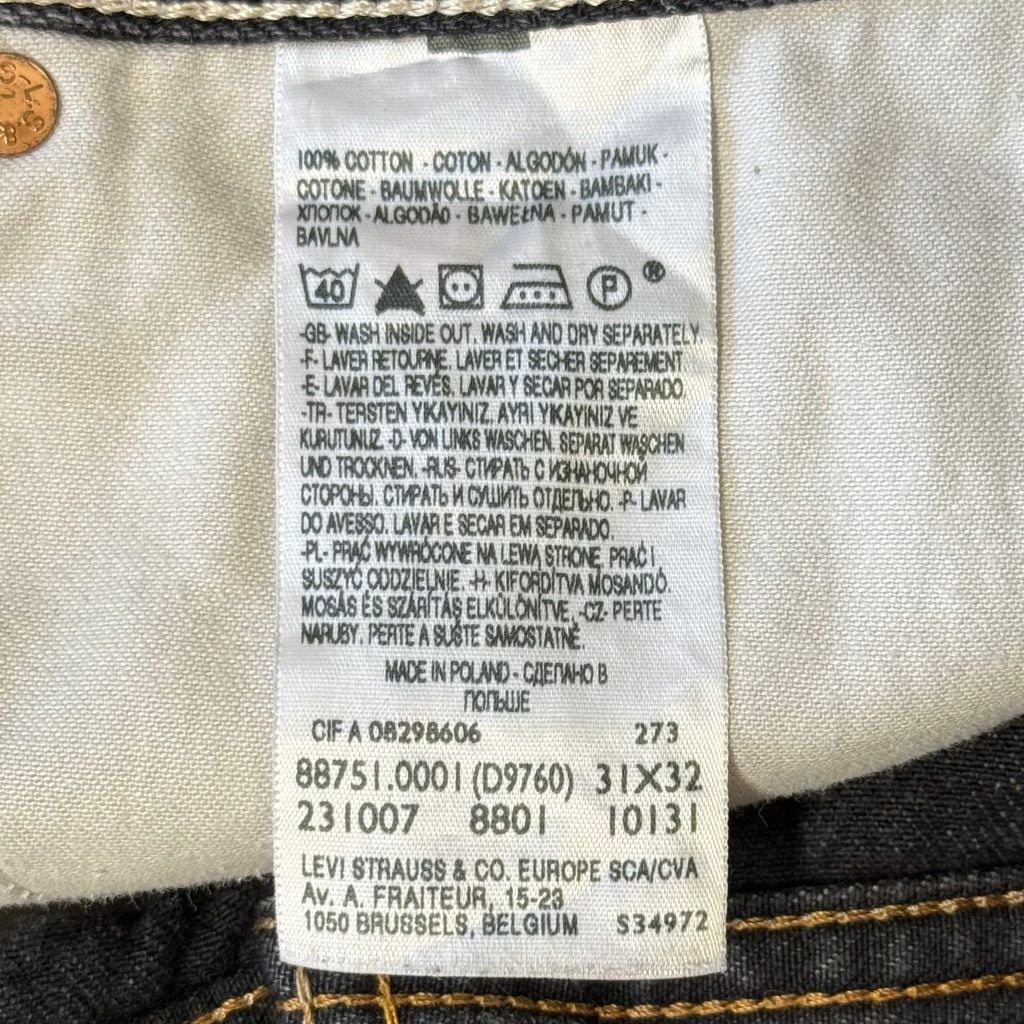 100% COTTON - COTON - ALGODÓN - PAMUK -
COTONE - BAUMWOLLE - KATOEN - BAMBAKI -
ХЛОПОК - ALGODÃO - BAWEŁNA - PAMUT -
BAVLNA
40 P ®
-GB- WASH INSIDE OUT. WASH AND DRY SEPARATELY.
-F- LAVER RETOURNE. LAVER ET SECHER SEPAREMENT
-E- LAVAR DEL REVÉS. LAVAR Y SECAR POR SEPARADO.
-TR- TERSTEN YKAYINIZ. AYRI YKAYINIZ VE
KURUTUNUZ. -D- VON LINKS WASCHEN. SEPARAT WASCHEN
UND TROCKNEN. -RUS- СТИРАТЬ С ИЗНАНОЧНОЙ
СТОРОНЫ. СТИРАТЬ И СУШИТЬ ОТДЕЛЬНО. -P- LAVAR
DO AVESSO. LAVAR E SECAR EM SEPARADO.
-PL- PRAĆ WYWRÓCONE NA LEWĄ STRONĘ, PRAĆ I
SUSZYĆ ODDZIELNIE. -H- KIFORDÍTVA MOSANDÓ.
MOSÁS ÉS SZÁRÍTÁS ELKÜLÖNÍTVE. -CZ- PERTE
NARUBY. PERTE A SUŠTE SAMOSTATNĚ.
MADE IN POLAND - СДЕЛАНО В
ПОЛЬШЕ
CIF A 08298606 273
88751.0001 (D9760) 31X32
231007 8801 10131
LEVI STRAUSS & CO. EUROPE SCA/CVA
Av. A. FRAITEUR, 15-23
1050 BRUSSELS, BELGIUM S34972